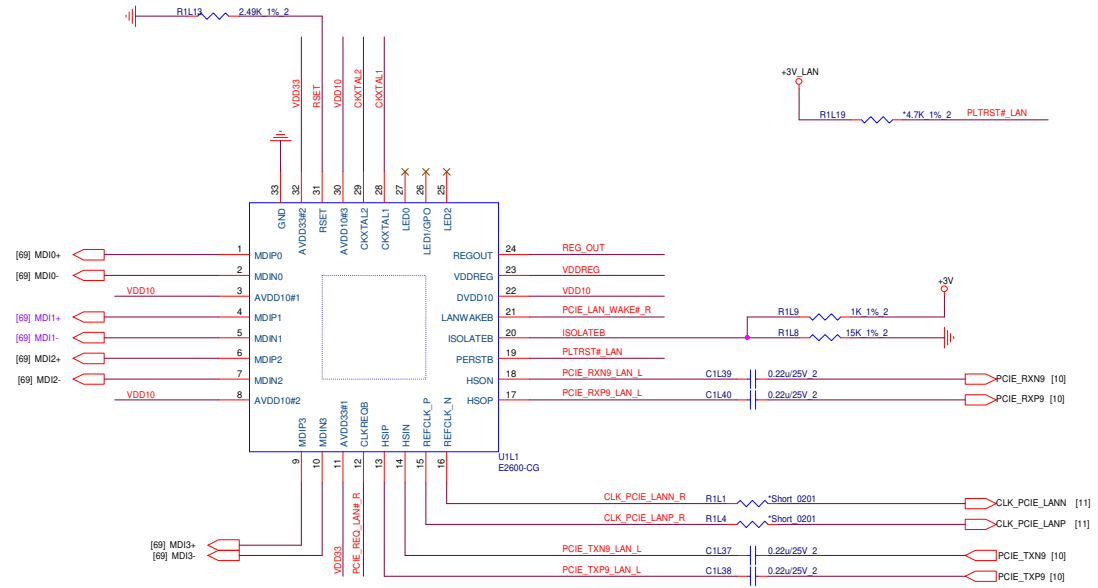 R1L13 2.49K_1%_2
+3V_LAN
R1L19 *4.7K_1%_2 PLTRST#_LAN
VDD33
RSET
VDD10
CKXTAL2
CKXTAL1
33
32
31
30
29
28
27
26
25
GND
AVDD33#2
RSET
AVDD10#3
CKXTAL2
CKXTAL1
LED0
LED1/GPO
LED2
[69] MDI0+ 1 MDIP0
[69] MDI0- 2 MDIN0
VDD10 3 AVDD10#1
[69] MDI1+ 4 MDIP1
[69] MDI1- 5 MDIN1
[69] MDI2+ 6 MDIP2
[69] MDI2- 7 MDIN2
VDD10 8 AVDD10#2
REGOUT 24 REG_OUT
VDDREG 23 VDDREG
DVDD10 22 VDD10
LANWAKEB 21 PCIE_LAN_WAKE#_R
ISOLATEB 20 ISOLATEB
PERSTB 19 PLTRST#_LAN
HSON 18 PCIE_RXN9_LAN_L C1L39 0.22u/25V_2 PCIE_RXN9 [10]
HSOP 17 PCIE_RXP9_LAN_L C1L40 0.22u/25V_2 PCIE_RXP9 [10]
+3V
R1L9 1K_1%_2
R1L8 15K_1%_2
MDIP3
MDIN3
AVDD33#1
CLKREQB
HSIP
HSIN
REFCLK_P
REFCLK_N
9
10
11
12
13
14
15
16
U1L1
E2600-CG
CLK_PCIE_LANN_R R1L1 *Short_0201 CLK_PCIE_LANN [11]
CLK_PCIE_LANP_R R1L4 *Short_0201 CLK_PCIE_LANP [11]
PCIE_TXN9_LAN_L C1L37 0.22u/25V_2 PCIE_TXN9 [10]
PCIE_TXP9_LAN_L C1L38 0.22u/25V_2 PCIE_TXP9 [10]
[69] MDI3+
[69] MDI3-
VDD33
PCIE_REQ_LAN#_R